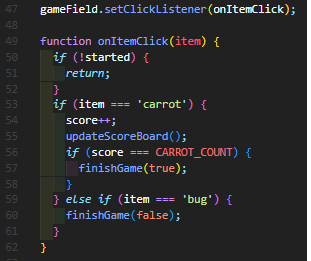 47 gameField.setClickListener(onItemClick);
48
49 function onItemClick(item) {
50   if (!started) {
51     return;
52   }
53   if (item === 'carrot') {
54     score++;
55     updateScoreBoard();
56     if (score === CARROT_COUNT) {
57       finishGame(true);
58     }
59   } else if (item === 'bug') {
60     finishGame(false);
61   }
62 }